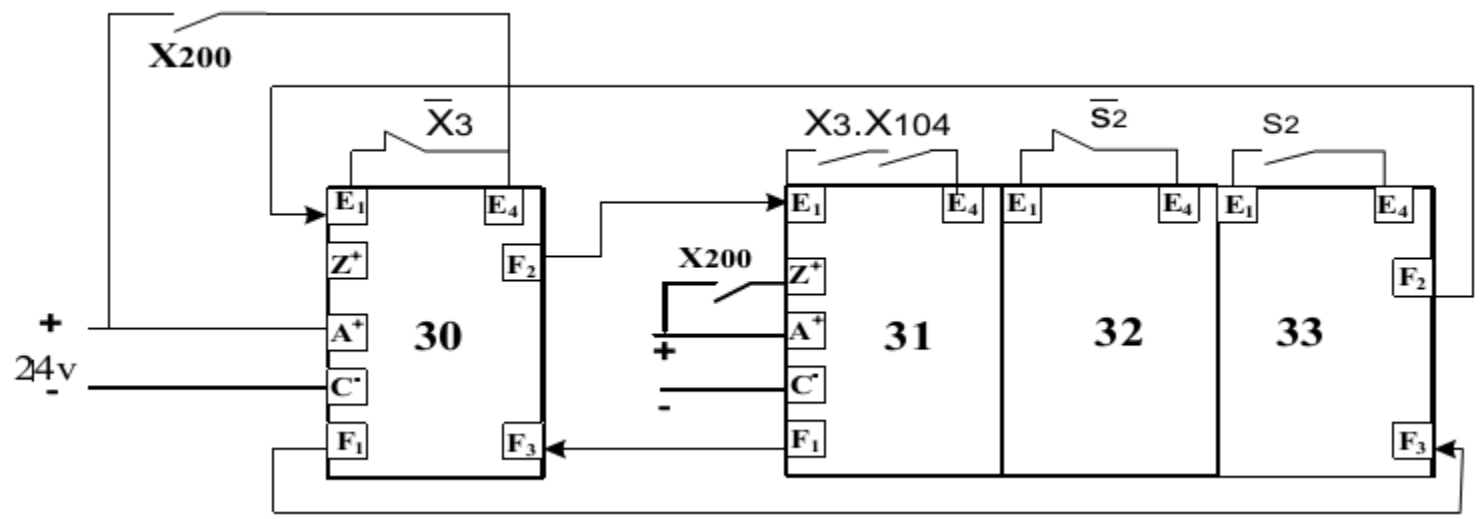 X200
X̅3
X3.X104
s̅2
S2
E1 E4 E1 E4 E1 E4 E1 E4
Z+ F2 X200 Z+ F2
+ A+ 30 + A+ 31 32 33
24v
- C- - C-
F1 F3 F1 F3